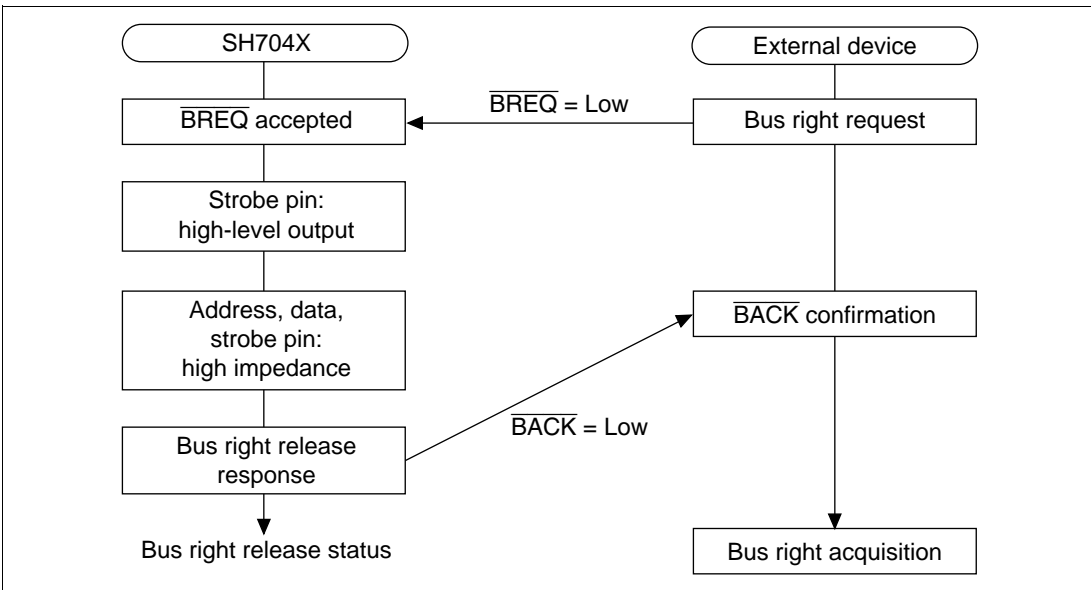 SH704X
External device
BREQ accepted
BREQ = Low
Bus right request
Strobe pin:
high-level output
Address, data,
strobe pin:
high impedance
BACK confirmation
BACK = Low
Bus right release
response
Bus right release status
Bus right acquisition